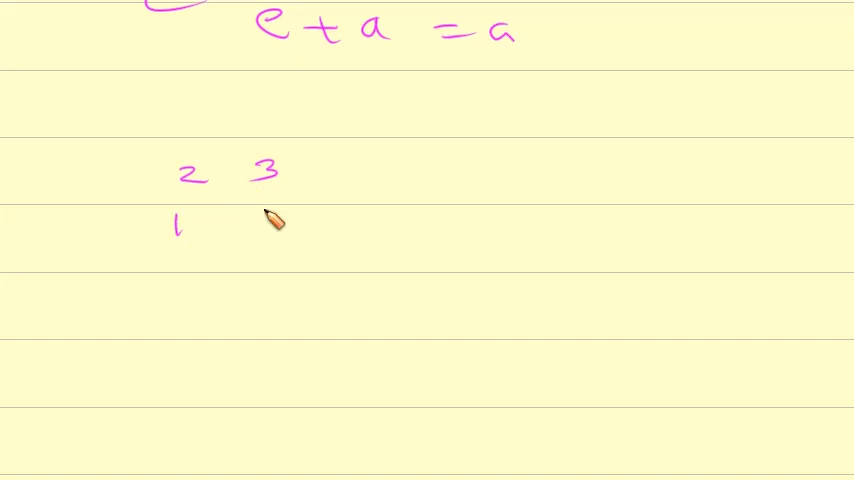 e + a = a
2 3
1